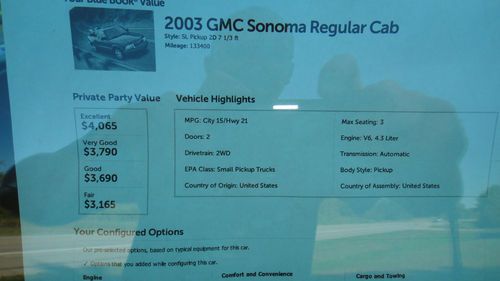 Your Blue Book® Value
2003 GMC Sonoma Regular Cab
Style: SL Pickup 2D 7 1/3 ft
Mileage: 133400
Private Party Value
Excellent
$4,065
Very Good
$3,790
Good
$3,690
Fair
$3,165
Vehicle Highlights
MPG: City 15/Hwy 21
Doors: 2
Drivetrain: 2WD
EPA Class: Small Pickup Trucks
Country of Origin: United States
Max Seating: 3
Engine: V6, 4.3 Liter
Transmission: Automatic
Body Style: Pickup
Country of Assembly: United States
Your Configured Options
Our pre-selected options, based on typical equipment for this car.
✓ Options that you added while configuring this car.
Engine
Comfort and Convenience
Cargo and Towing